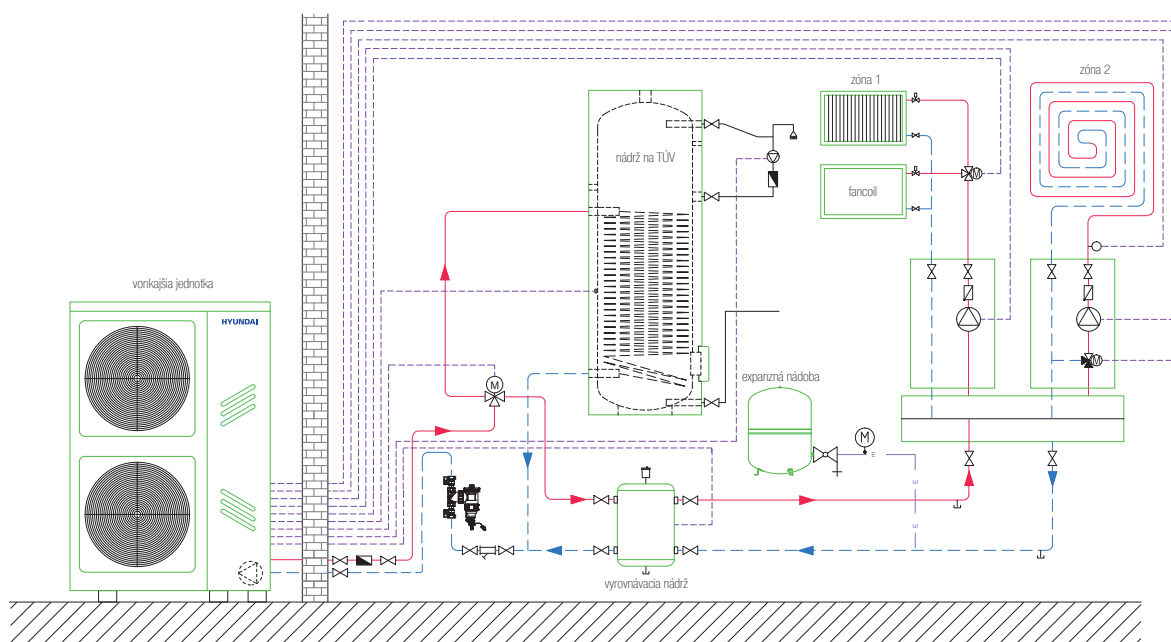 zóna 1
zóna 2
nádrž na TÚV
fancoil
vonkajšia jednotka
HYUNDAI
M
M
M
expanzná nádoba
M
M
E
E
E
vyrovnávacia nádrž